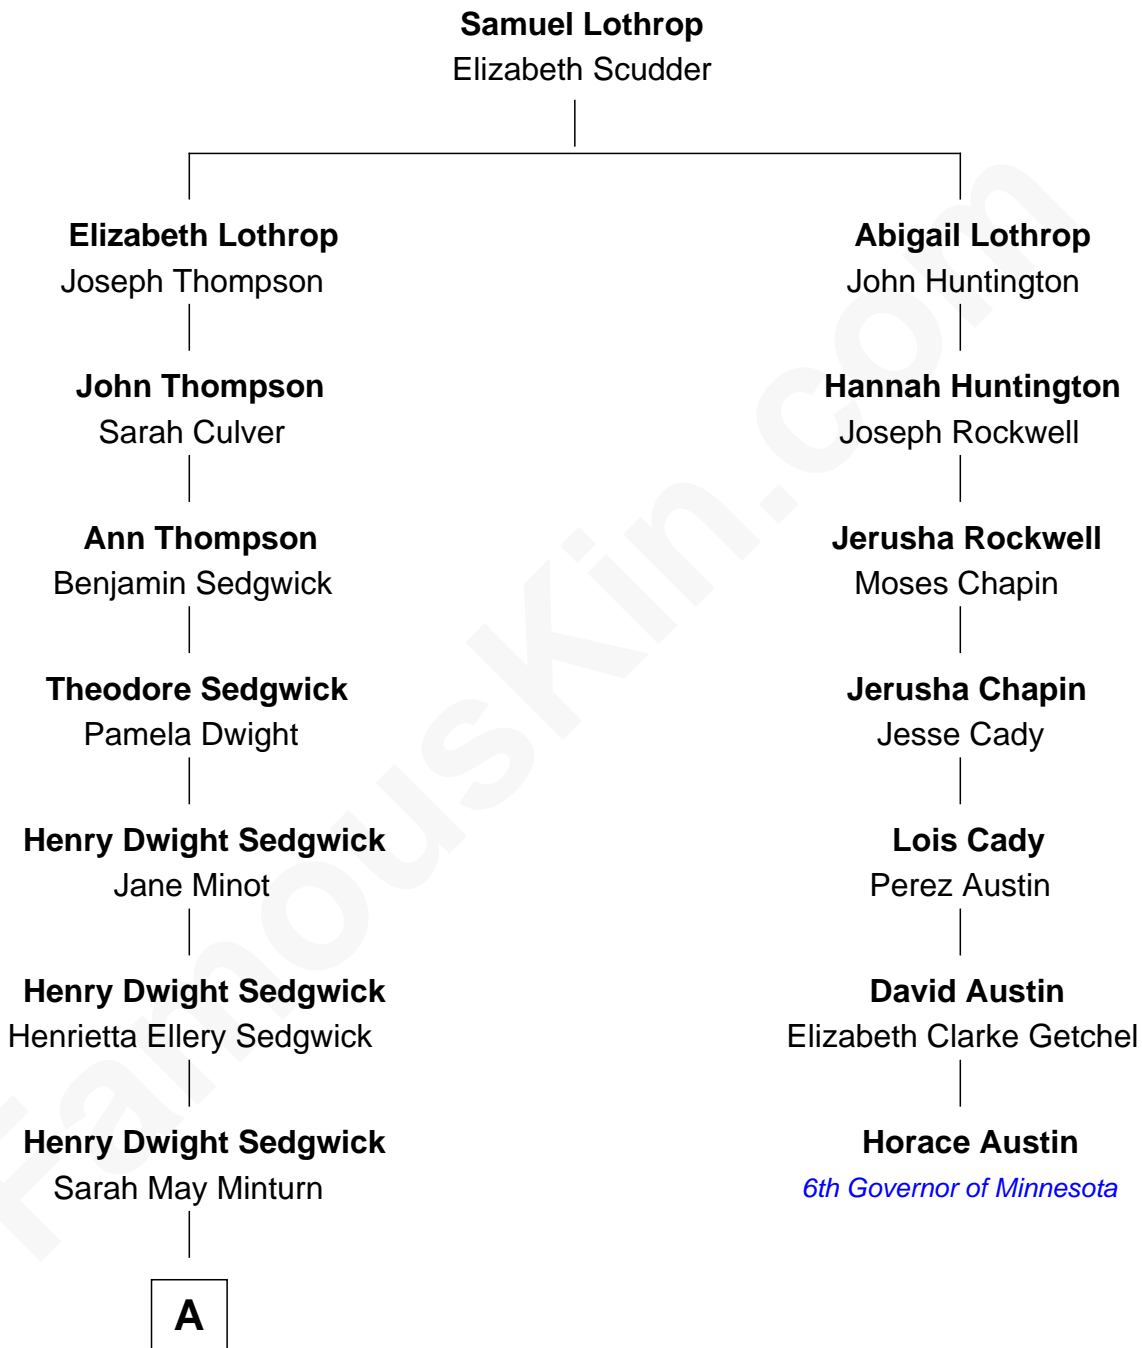 Samuel Lothrop
Elizabeth Scudder
Elizabeth Lothrop
Joseph Thompson
Abigail Lothrop
John Huntington
John Thompson
Sarah Culver
Hannah Huntington
Joseph Rockwell
Ann Thompson
Benjamin Sedgwick
Jerusha Rockwell
Moses Chapin
Theodore Sedgwick
Pamela Dwight
Jerusha Chapin
Jesse Cady
Henry Dwight Sedgwick
Jane Minot
Lois Cady
Perez Austin
Henry Dwight Sedgwick
Henrietta Ellery Sedgwick
David Austin
Elizabeth Clarke Getchel
Henry Dwight Sedgwick
Sarah May Minturn
Horace Austin
6th Governor of Minnesota
A
FamousKin.com